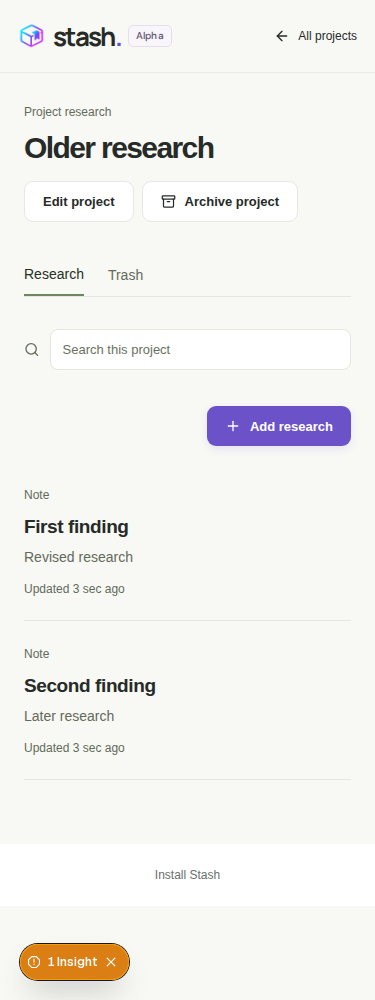 stash. Alpha
All projects
Project research
Older research
Edit project
Archive project
Research
Trash
Search this project
Add research
Note
First finding
Revised research
Updated 3 sec ago
Note
Second finding
Later research
Updated 3 sec ago
Install Stash
1 Insight